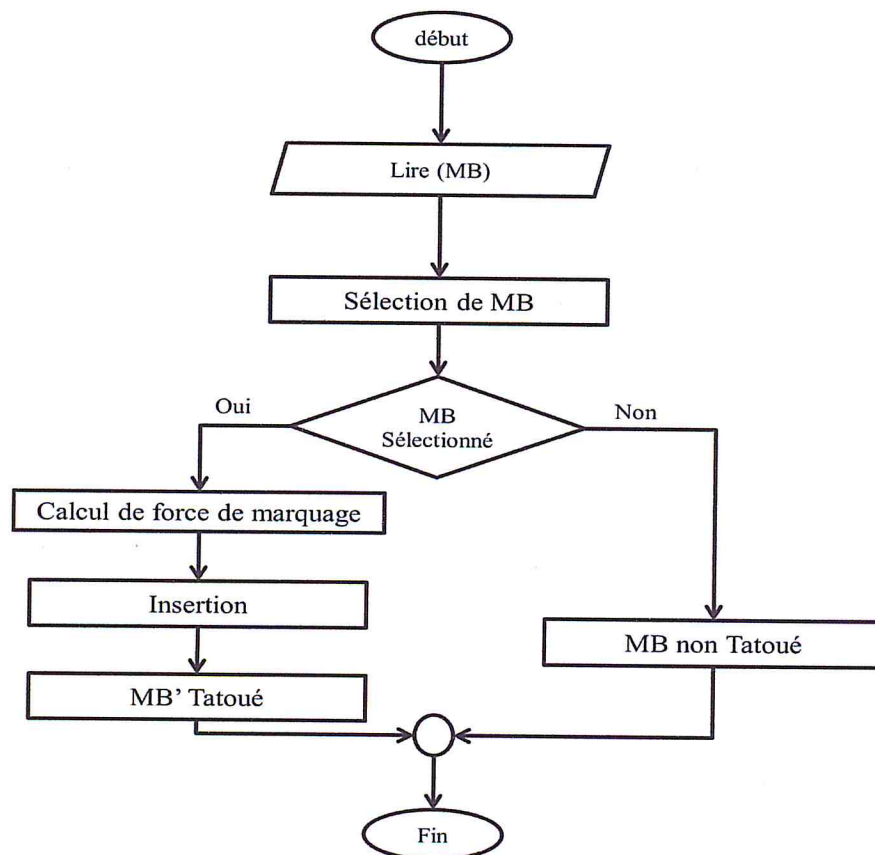 début
Lire (MB)
Sélection de MB
MB
Sélectionné
Oui
Non
Calcul de force de marquage
Insertion
MB non Tatoué
MB’ Tatoué
Fin